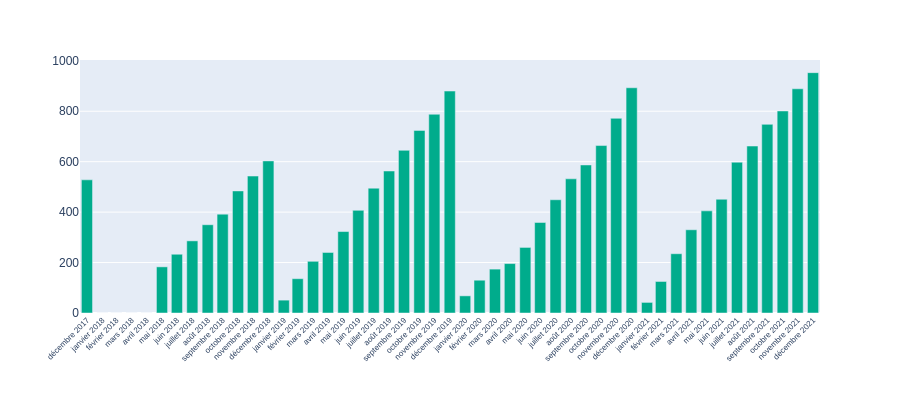 1000
800
600
400
200
0
décembre 2017
janvier 2018
février 2018
mars 2018
avril 2018
mai 2018
juin 2018
juillet 2018
août 2018
septembre 2018
octobre 2018
novembre 2018
décembre 2018
janvier 2019
février 2019
mars 2019
avril 2019
mai 2019
juin 2019
juillet 2019
août 2019
septembre 2019
octobre 2019
novembre 2019
décembre 2019
janvier 2020
février 2020
mars 2020
avril 2020
mai 2020
juin 2020
juillet 2020
août 2020
septembre 2020
octobre 2020
novembre 2020
décembre 2020
janvier 2021
février 2021
mars 2021
avril 2021
mai 2021
juin 2021
juillet 2021
août 2021
septembre 2021
octobre 2021
novembre 2021
décembre 2021